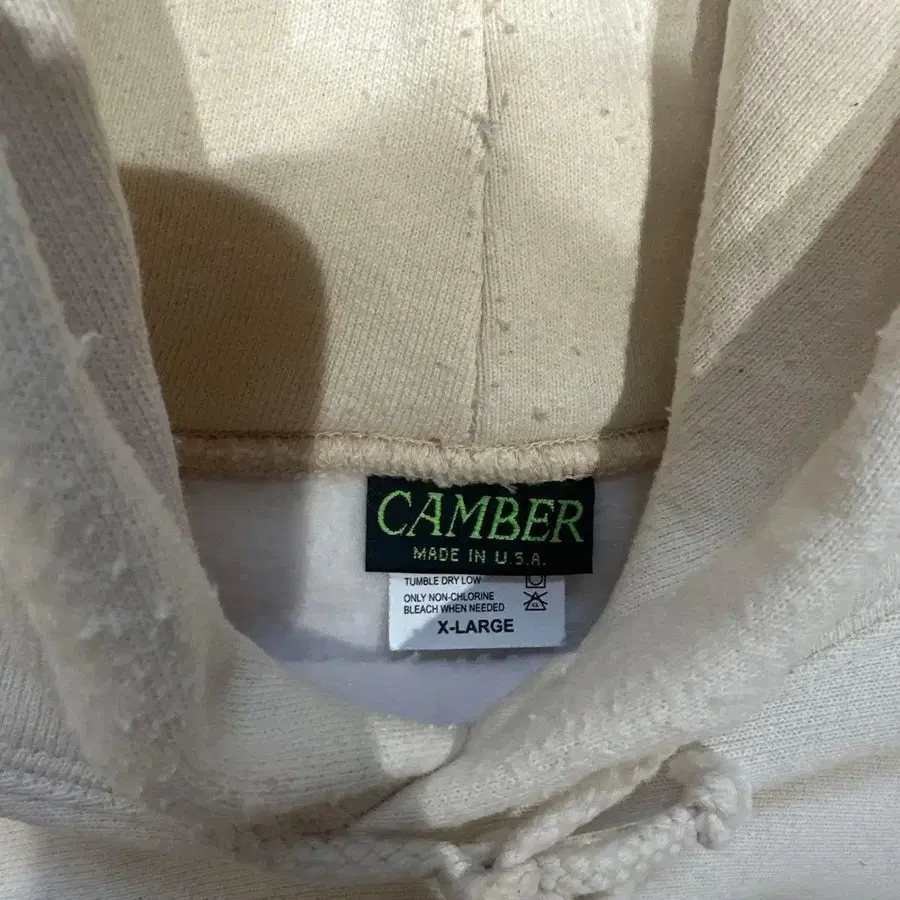 CAMBER
MADE IN U.S.A.
TUMBLE DRY LOW
ONLY NON-CHLORINE
BLEACH WHEN NEEDED
X-LARGE